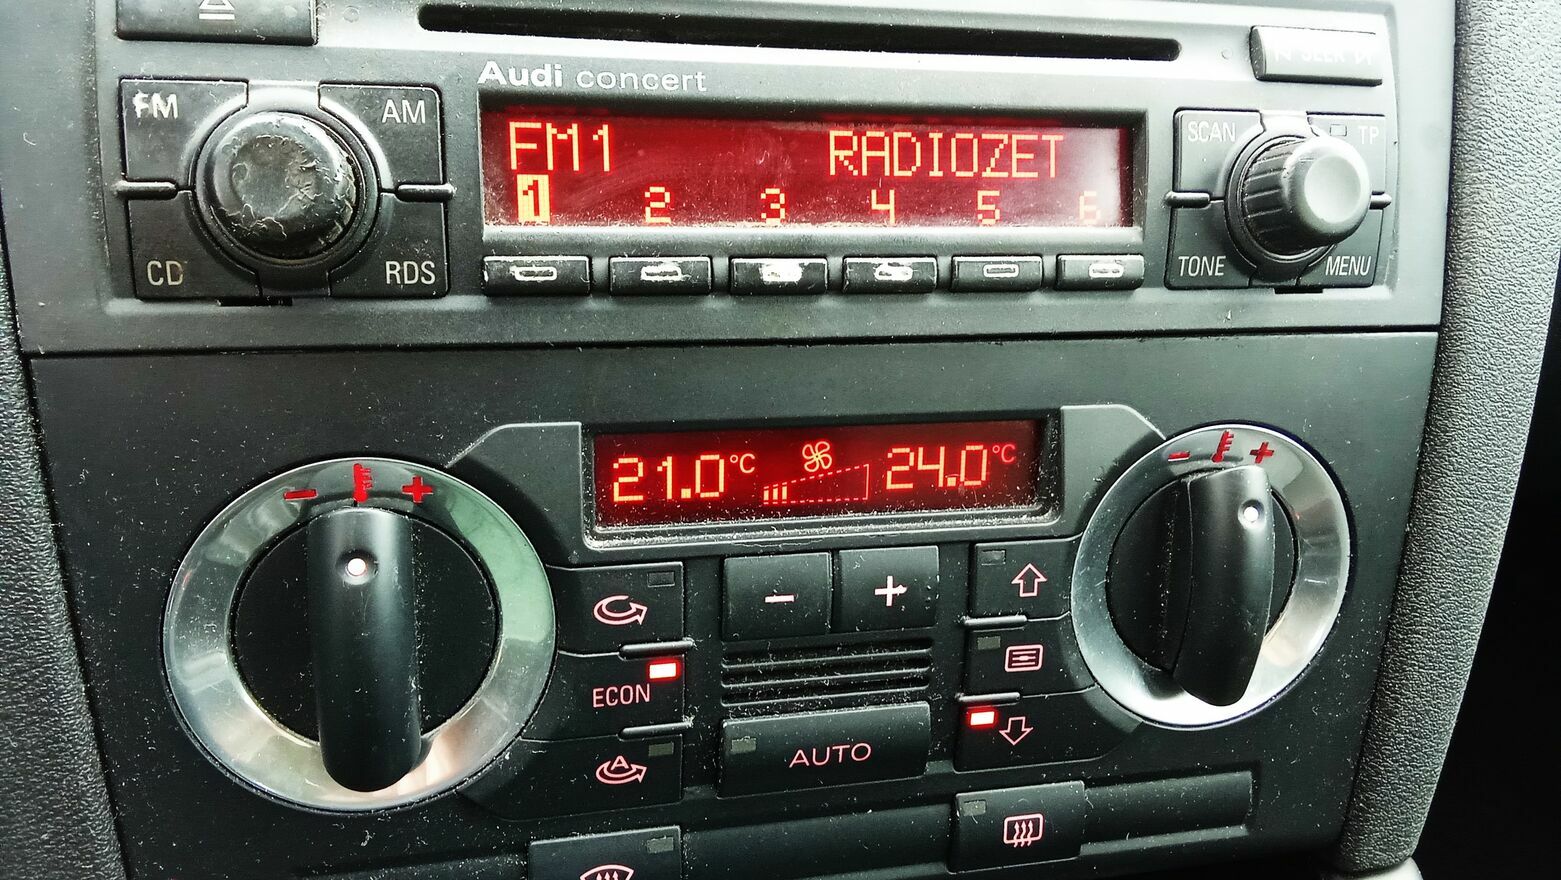 Audi concert
SEEK
FM
AM
FM1
RADIOZET
SCAN
TP
1 2 3 4 5 6
CD
RDS
TONE
MENU
21.0°C
24.0°C
- +
- +
- +
ECON
A
AUTO